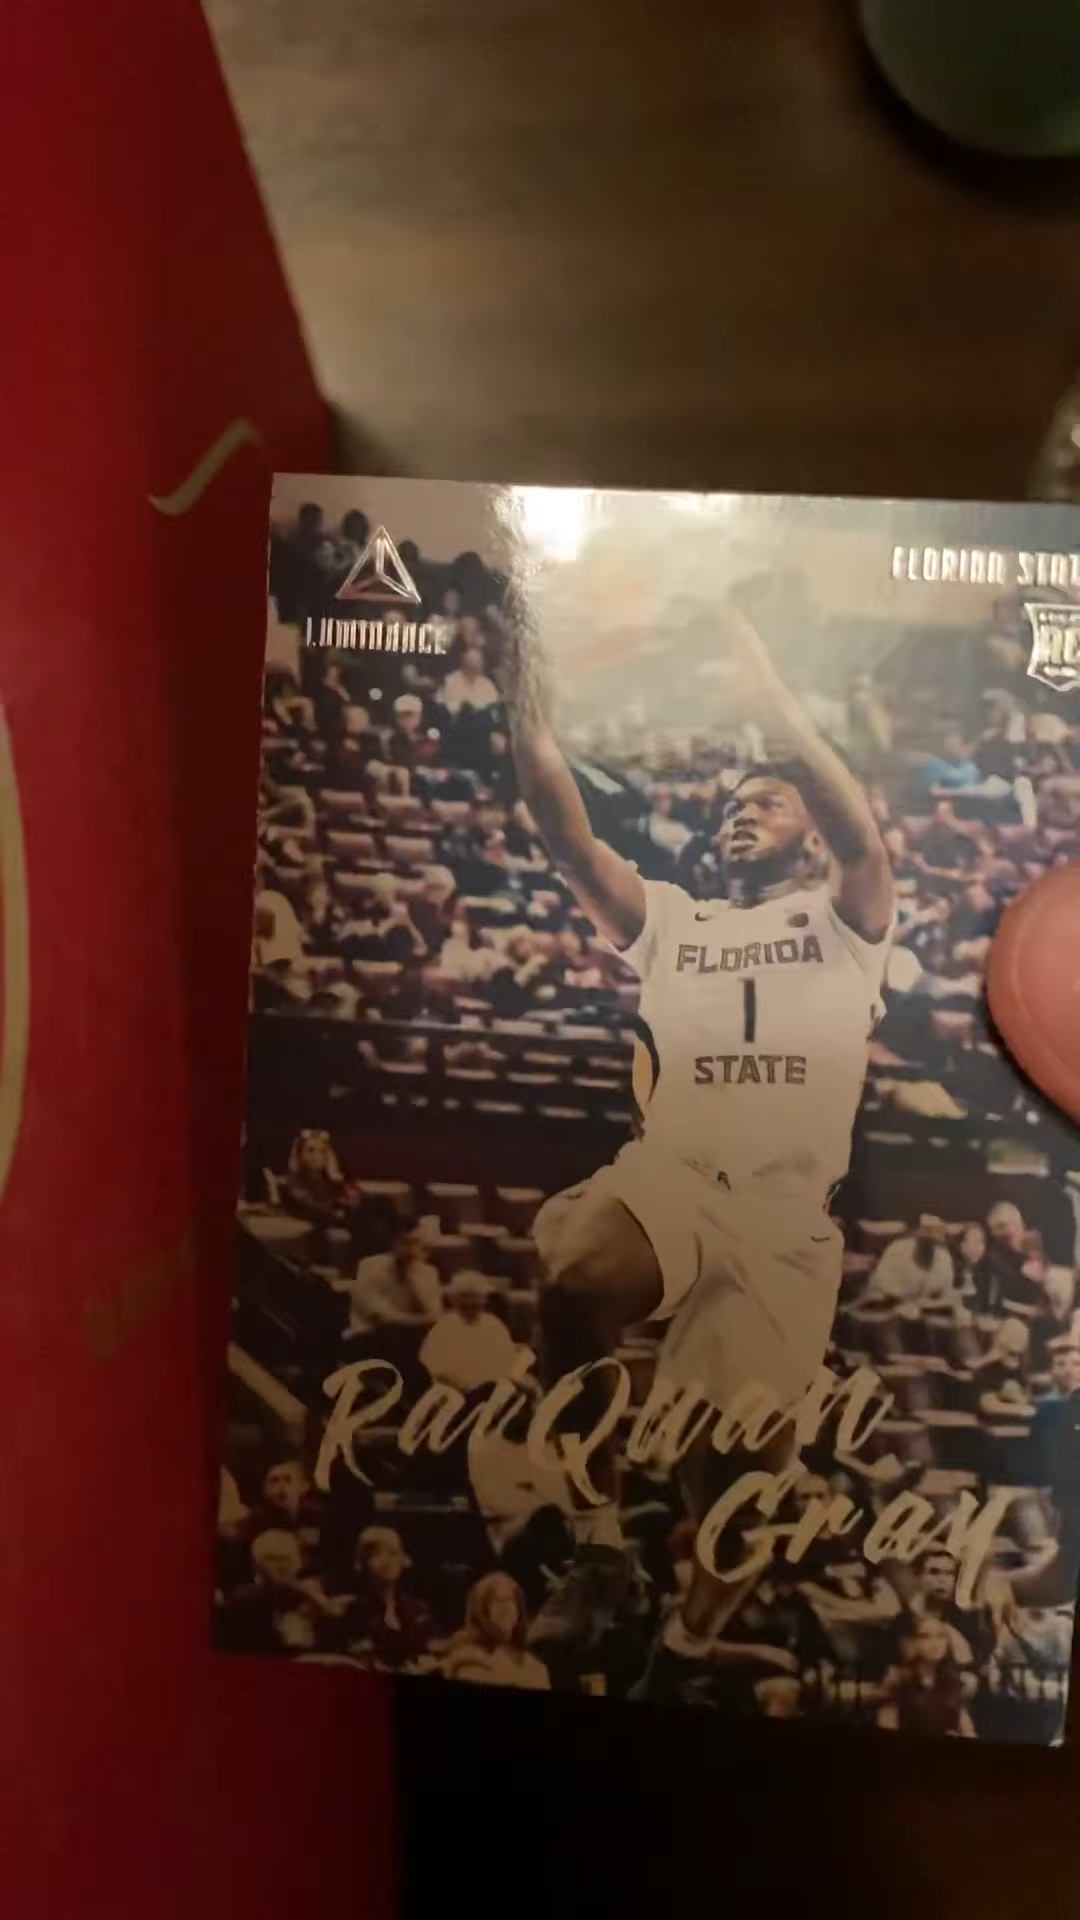 FLORIDA STAT
LUMINANCE
RC
FLORIDA
1
STATE
RaiQuan
Gray